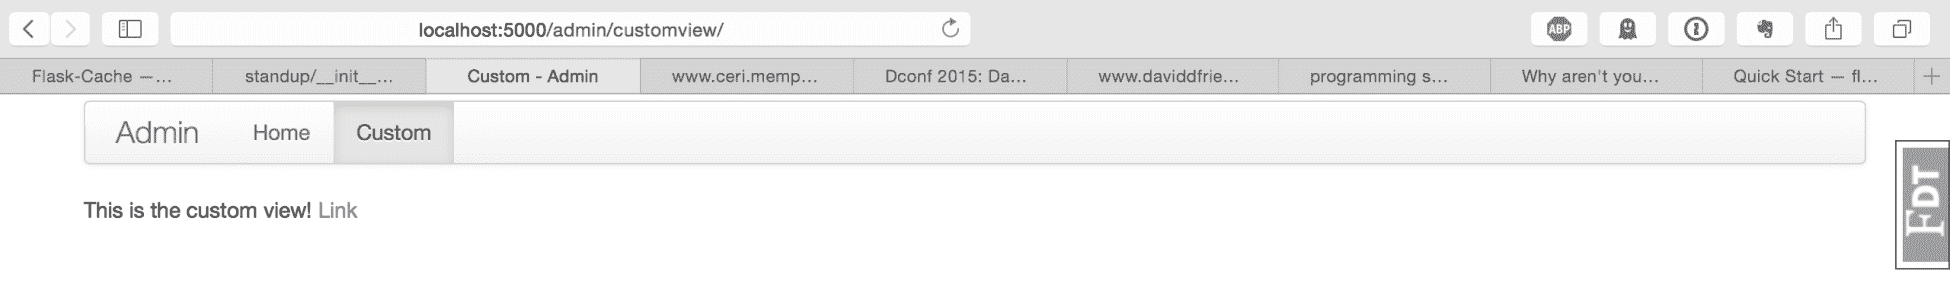 localhost:5000/admin/customview/
ABP
Flask-Cache —... standup/__init__... Custom - Admin www.ceri.memp... Dconf 2015: Da... www.daviddfrie... programming s... Why aren't you... Quick Start — fl... +
Admin Home Custom
This is the custom view! Link
FDT